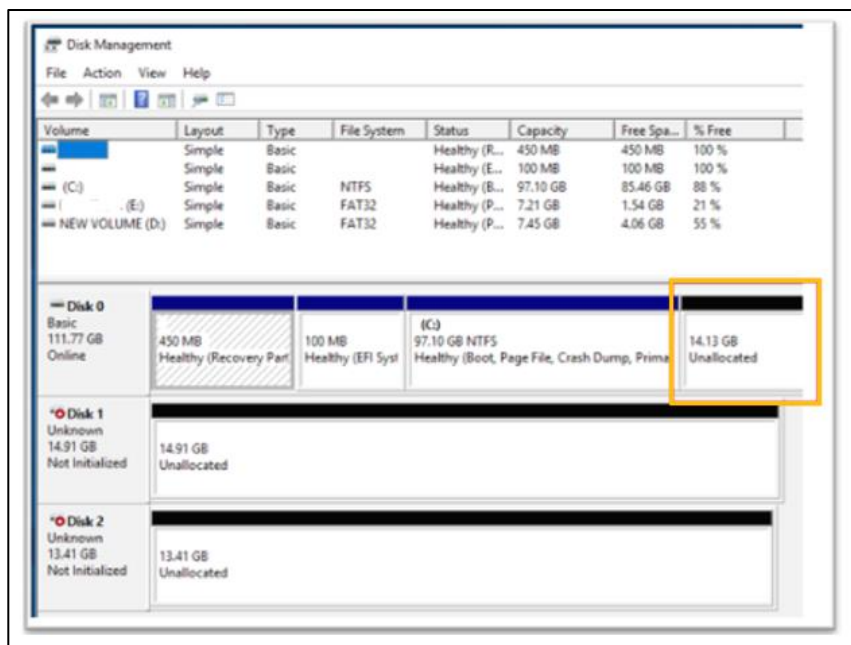 Disk Management
File Action View Help
Volume Layout Type File System Status Capacity Free Spa... % Free
Simple Basic Healthy (R... 450 MB 450 MB 100 %
Simple Basic Healthy (E... 100 MB 100 MB 100 %
(C:) Simple Basic NTFS Healthy (B... 97.10 GB 85.46 GB 88 %
(E:) Simple Basic FAT32 Healthy (P... 7.21 GB 1.54 GB 21 %
NEW VOLUME (D:) Simple Basic FAT32 Healthy (P... 7.45 GB 4.06 GB 55 %
Disk 0
Basic
111.77 GB
Online
450 MB
Healthy (Recovery Part
100 MB
Healthy (EFI Syst
(C:)
97.10 GB NTFS
Healthy (Boot, Page File, Crash Dump, Prima
14.13 GB
Unallocated
Disk 1
Unknown
14.91 GB
Not Initialized
14.91 GB
Unallocated
Disk 2
Unknown
13.41 GB
Not Initialized
13.41 GB
Unallocated